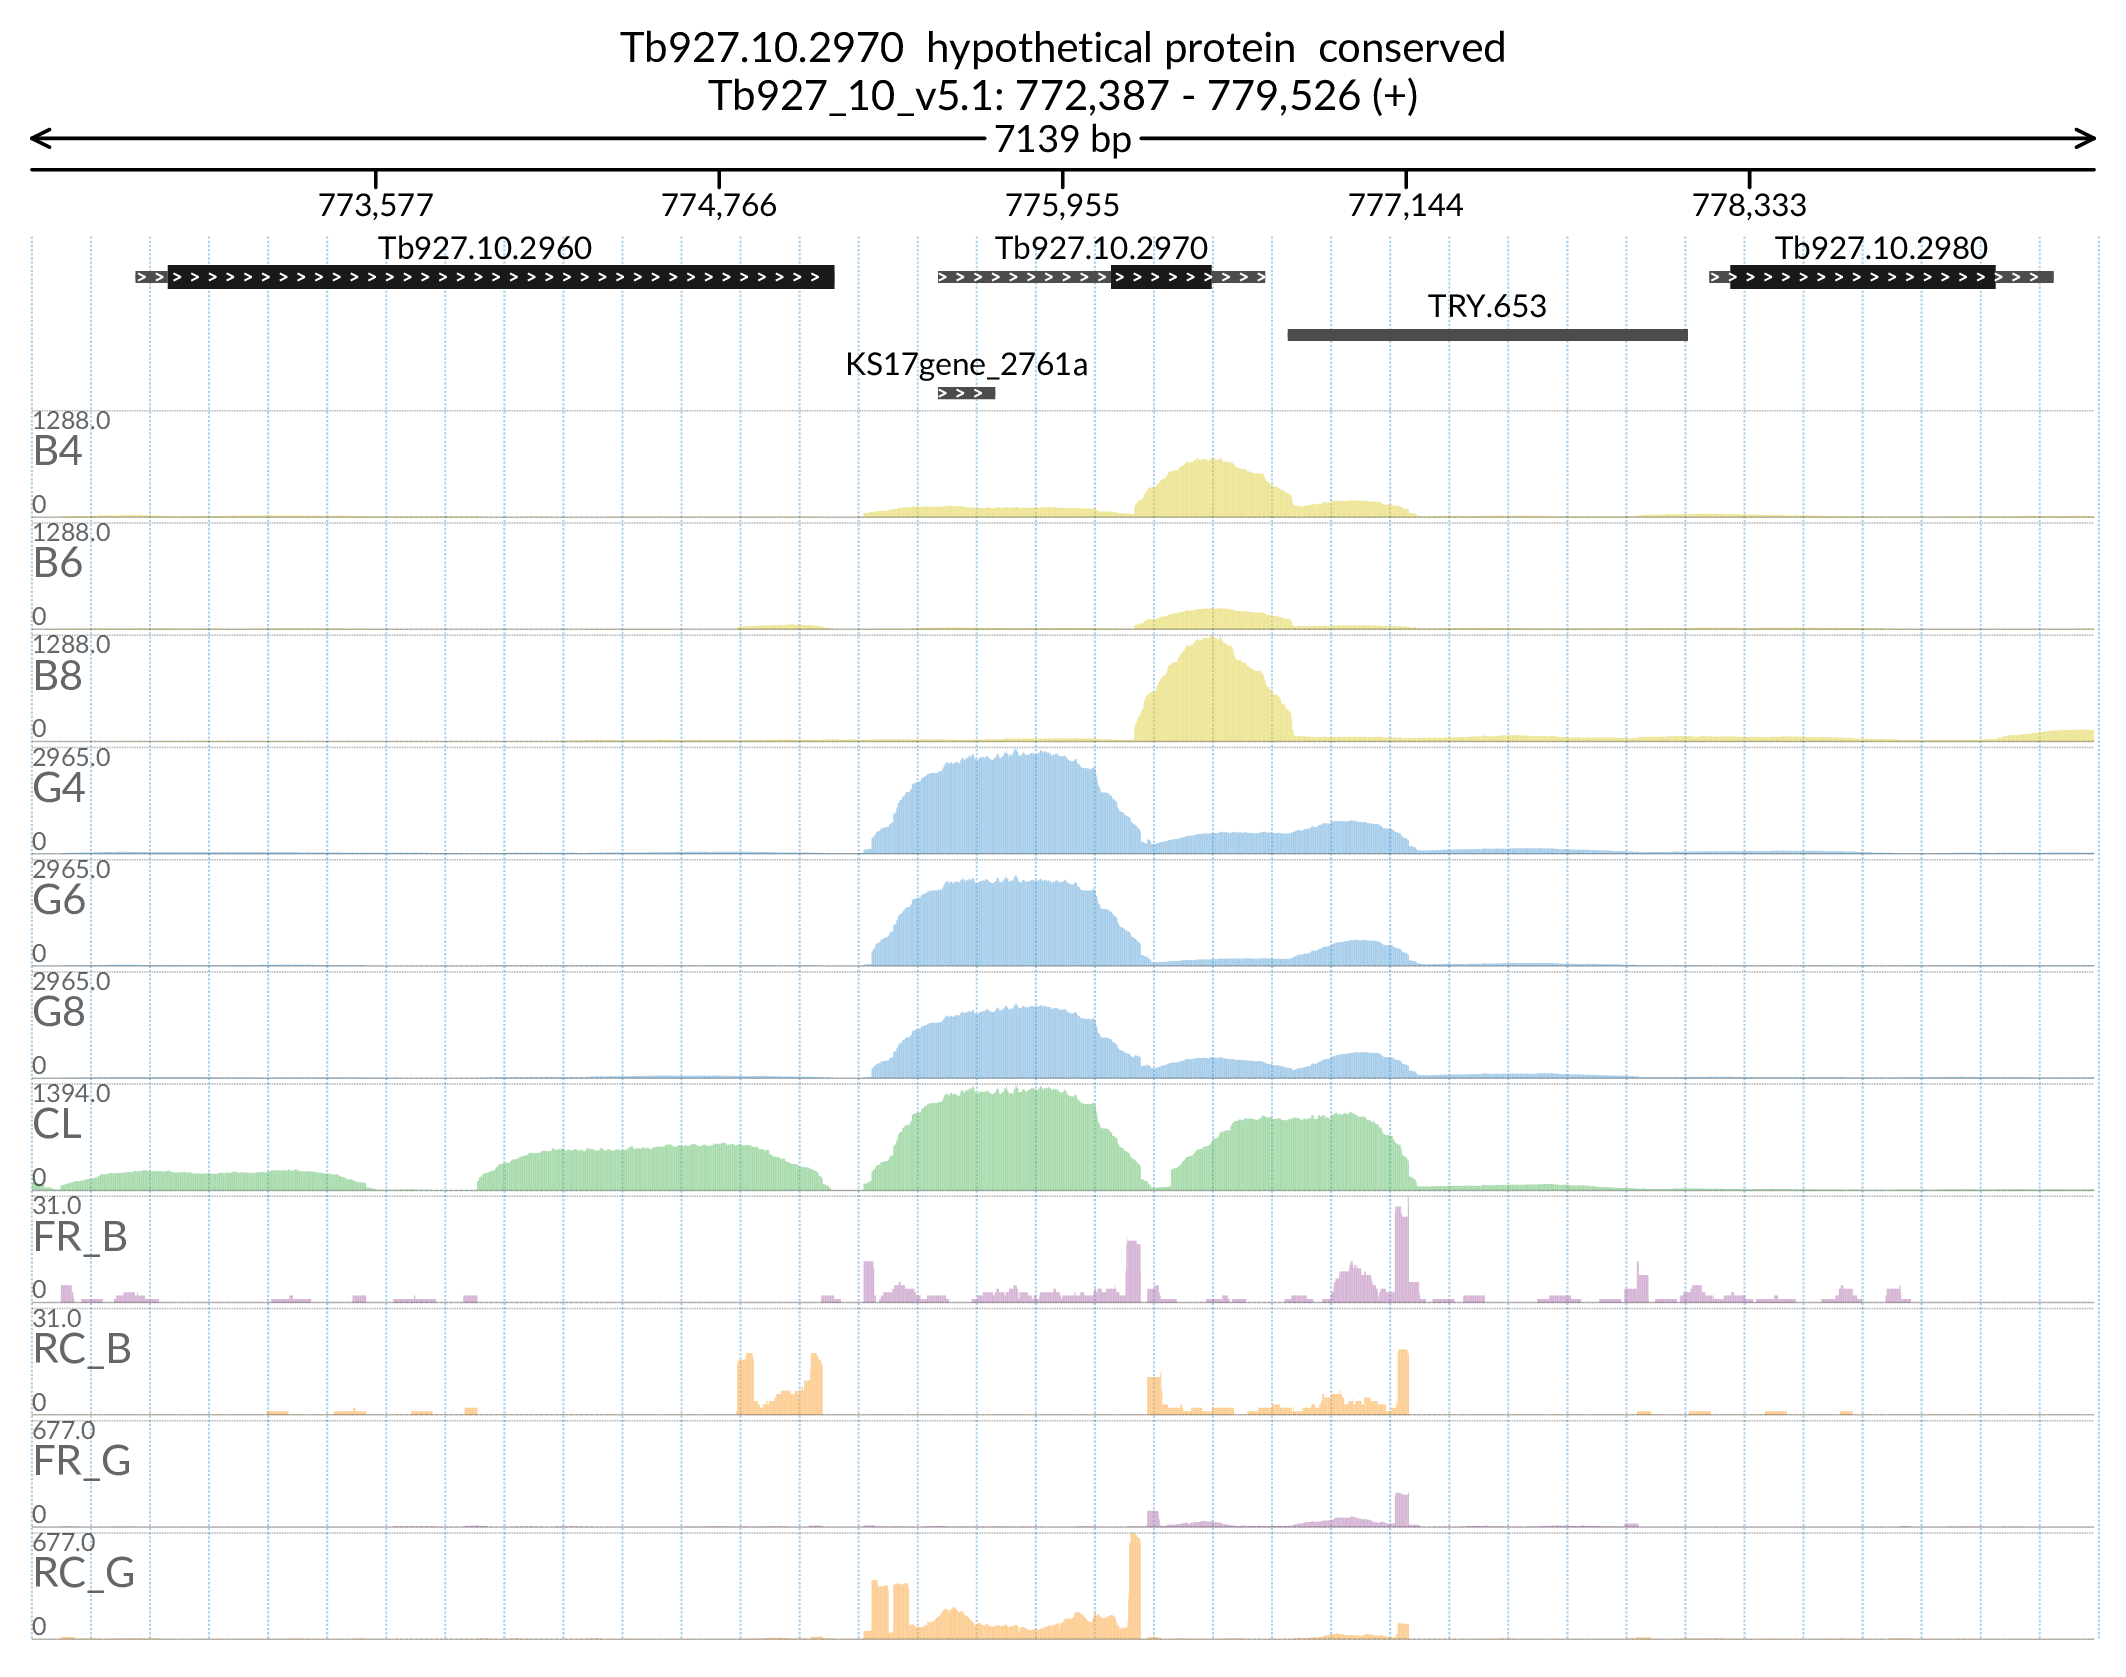 Tb927.10.2970 hypothetical protein conserved
Tb927_10_v5.1: 772,387 - 779,526 (+)
7139 bp
773,577 774,766 775,955 777,144 778,333
Tb927.10.2960 Tb927.10.2970 Tb927.10.2980
TRY.653
KS17gene_2761a
1288.0
B4
0
1288.0
B6
0
1288.0
B8
0
2965.0
G4
0
2965.0
G6
0
2965.0
G8
0
1394.0
CL
0
31.0
FR_B
0
31.0
RC_B
0
677.0
FR_G
0
677.0
RC_G
0